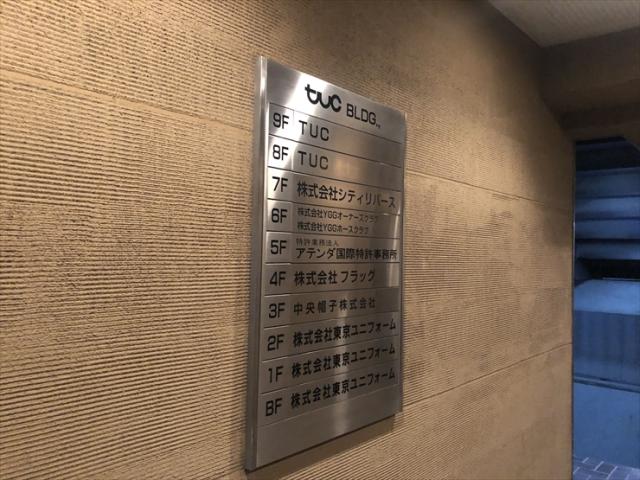 tUC BLDG.
9F TUC
8F TUC
7F 株式会社シティリバース
6F 株式会社YGGオーナーズクラブ
株式会社YGGホースクラブ
5F 特許業務法人
アテンダ国際特許事務所
4F 株式会社 フラッグ
3F 中央帽子株式会社
2F 株式会社東京ユニフォーム
1F 株式会社東京ユニフォーム
BF 株式会社東京ユニフォーム